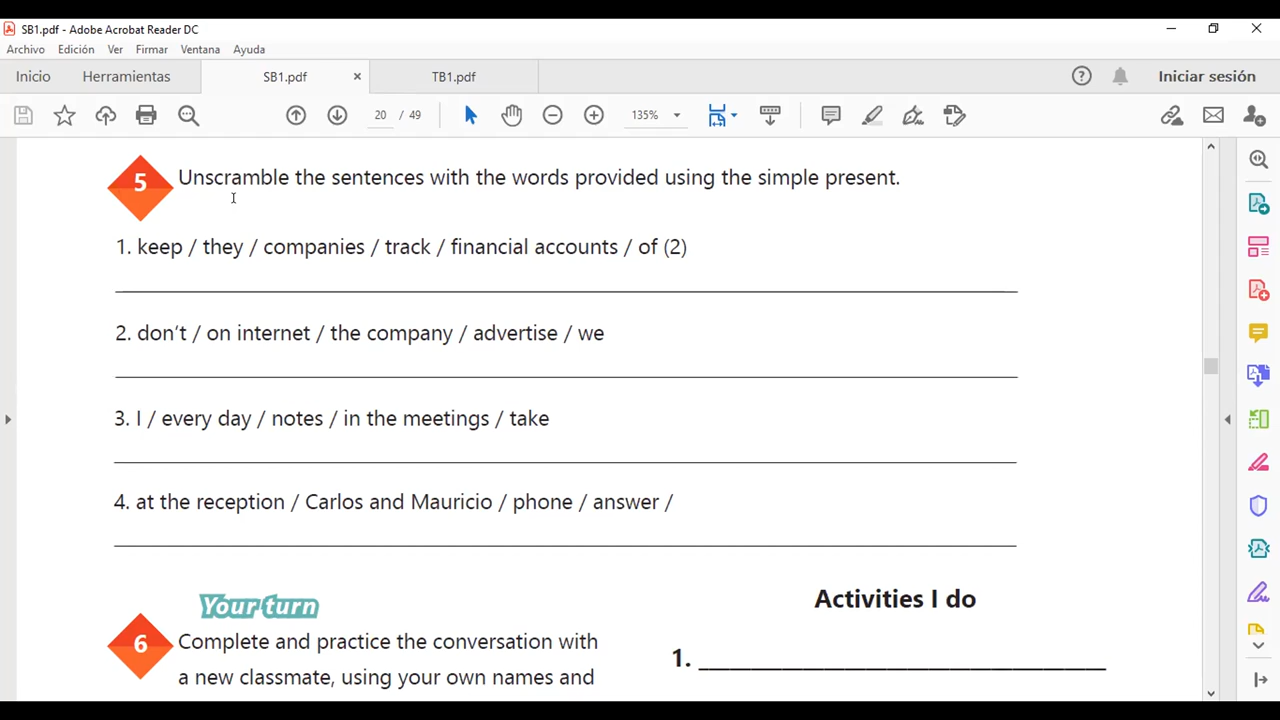 SB1.pdf - Adobe Acrobat Reader DC
Archivo Edición Ver Firmar Ventana Ayuda
Inicio Herramientas SB1.pdf × TB1.pdf Iniciar sesión
20 / 49 135%
5 Unscramble the sentences with the words provided using the simple present.
1. keep / they / companies / track / financial accounts / of (2)
2. don't / on internet / the company / advertise / we
3. I / every day / notes / in the meetings / take
4. at the reception / Carlos and Mauricio / phone / answer /
Your turn
Activities I do
6 Complete and practice the conversation with
a new classmate, using your own names and
1.